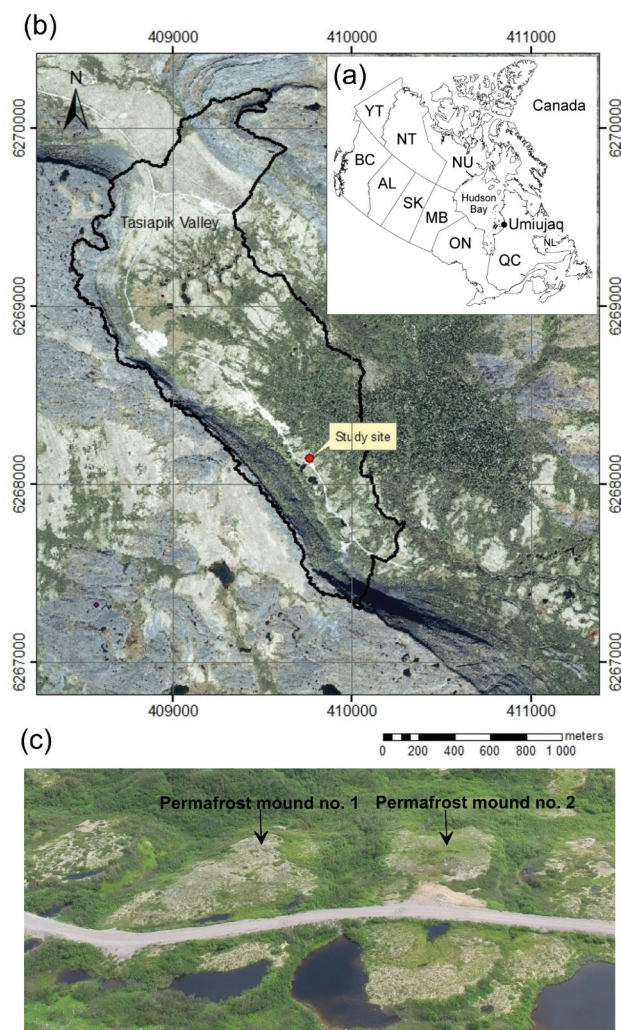 (b)
409000 410000 411000
N
(a)
Canada
YT
NT
NU
BC
AL
SK
MB
Hudson
Bay
Umiujaq
ON
QC
NL
Tasiapik Valley
Study site
6270000 6270000
6269000 6269000
6268000 6268000
6267000 6267000
409000 410000 411000
meters
0 200 400 600 800 1 000
(c)
Permafrost mound no. 1 Permafrost mound no. 2